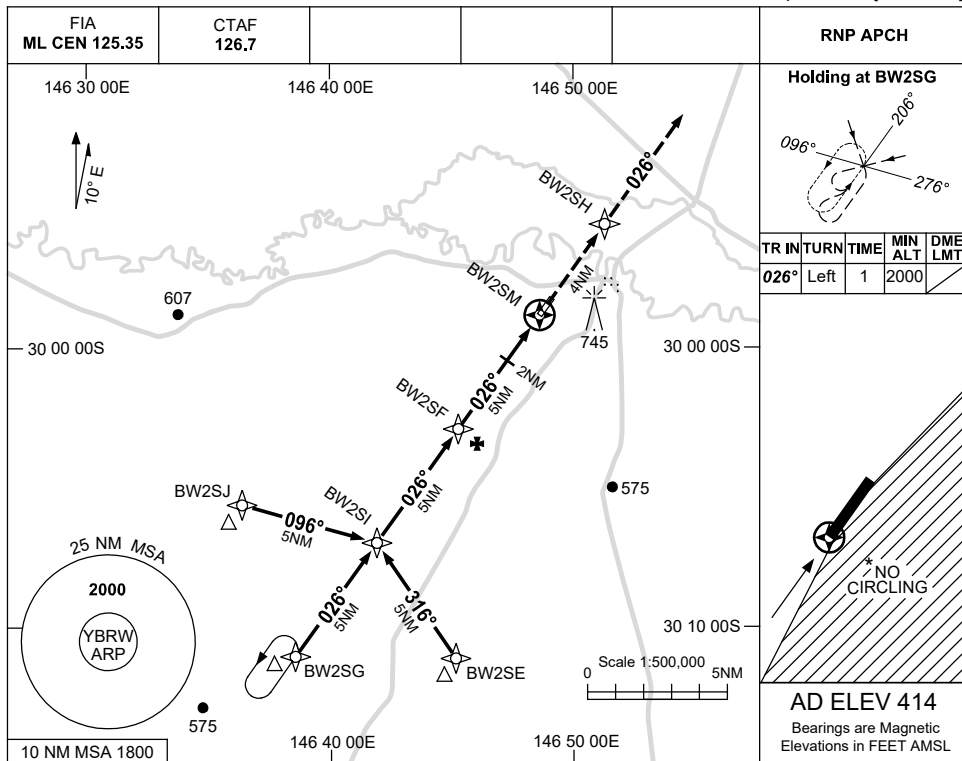 FIA
ML CEN 125.35
CTAF
126.7
RNP APCH
146 30 00E
146 40 00E
146 50 00E
Holding at BW2SG
206°
096°
276°
TR IN TURN TIME MIN ALT DME LMT
026° Left 1 2000
10° E
026°
BW2SH
4NM
BW2SM
607
745
30 00 00S
30 00 00S
2NM
026°
5NM
BW2SF
026°
5NM
575
BW2SJ
BW2SI
096°
5NM
25 NM MSA
2000
YBRW
ARP
026°
5NM
316°
5NM
BW2SG
BW2SE
30 10 00S
Scale 1:500,000
0 5NM
575
146 40 00E
146 50 00E
10 NM MSA 1800
*NO
CIRCLING
AD ELEV 414
Bearings are Magnetic
Elevations in FEET AMSL